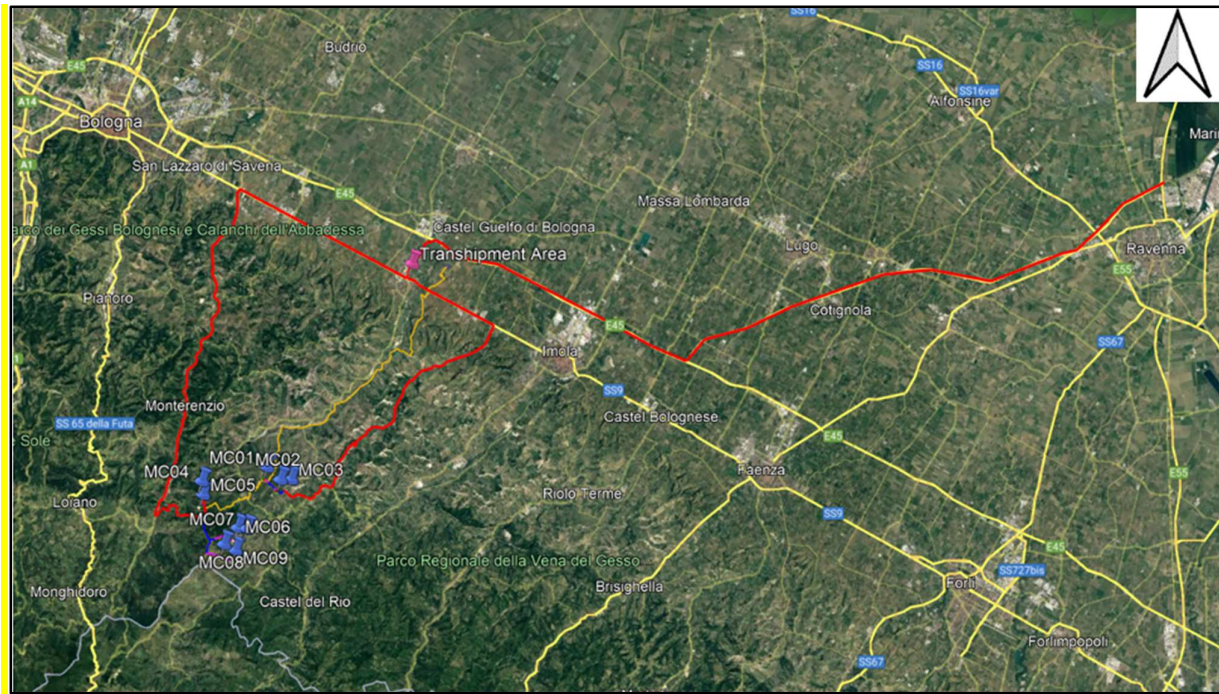 SS16
Budrio
E45
SS16
A14
SS16var
Alfonsine
Bologna
Marin
A1
San Lazzaro di Savena
E45
Massa Lombarda
arco dei Gessi Bolognesi e Calanchi dell'Abbadessa
Castel Guelfo di Bologna
Lugo
Ravenna
Transhipment Area
E55
Pianoro
Cotignola
E45
SS67
Imola
SS9
Monterenzio
Castel Bolognese
SS 65 della Futa
E45
e Sole
MC01
MC02
MC04
MC03
Faenza
E55
MC05
Riolo Terme
Loiano
SS9
MC07
MC06
E45
MC08
MC09
Parco Regionale della Vena del Gesso
SS727bis
Monghidoro
Brisighella
Forlì
Castel del Rio
Forlimpopoli
SS67